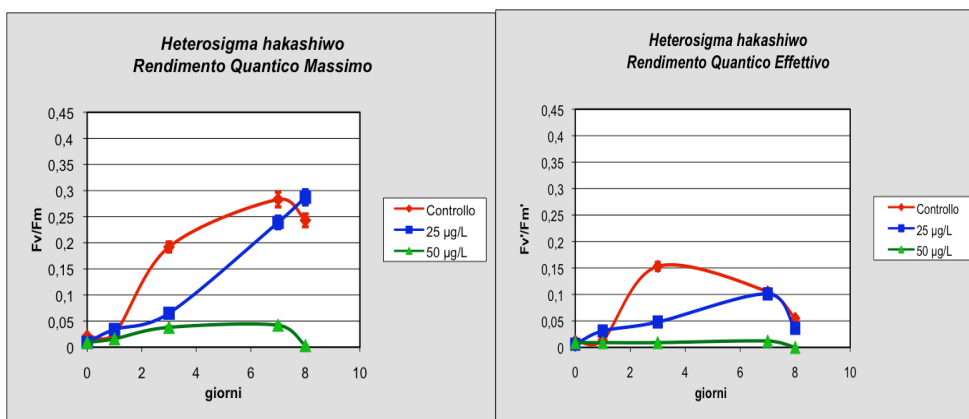 Heterosigma hakashiwo
Rendimento Quantico Massimo
0,45
0,4
0,35
0,3
0,25
0,2
0,15
0,1
0,05
0
Fv/Fm
0 2 4 6 8 10
giorni
Controllo
25 µg/L
50 µg/L
Heterosigma hakashiwo
Rendimento Quantico Effettivo
0,45
0,4
0,35
0,3
0,25
0,2
0,15
0,1
0,05
0
Fv'/Fm'
0 2 4 6 8 10
giorni
Controllo
25 µg/L
50 µg/L